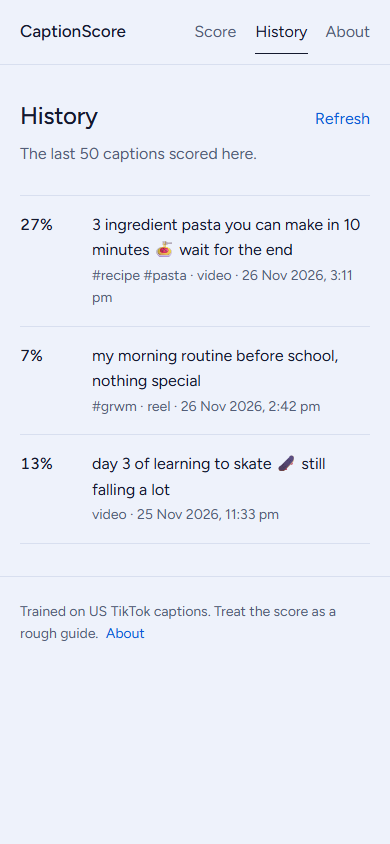 CaptionScore Score History About
History Refresh
The last 50 captions scored here.
27% 3 ingredient pasta you can make in 10
minutes 🍝 wait for the end
#recipe #pasta · video · 26 Nov 2026, 3:11
pm
7% my morning routine before school,
nothing special
#grwm · reel · 26 Nov 2026, 2:42 pm
13% day 3 of learning to skate 🛹 still
falling a lot
video · 25 Nov 2026, 11:33 pm
Trained on US TikTok captions. Treat the score as a
rough guide. About